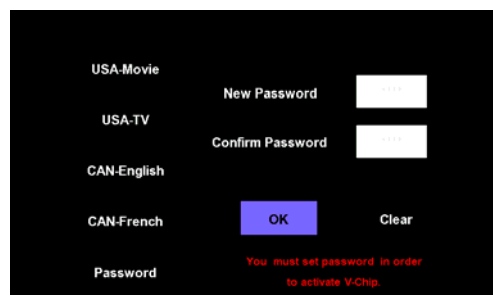 USA-Movie
USA-TV
CAN-English
CAN-French
Password
New Password
....
Confirm Password
....
OK
Clear
You must set password in order
to activate V-Chip.